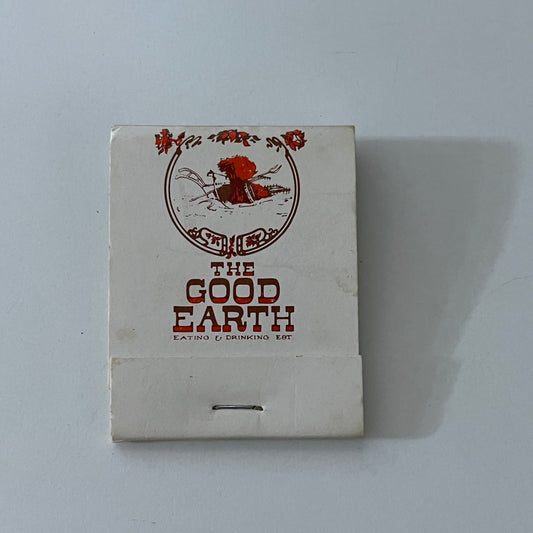 THE
GOOD
EARTH
EATING & DRINKING EST.